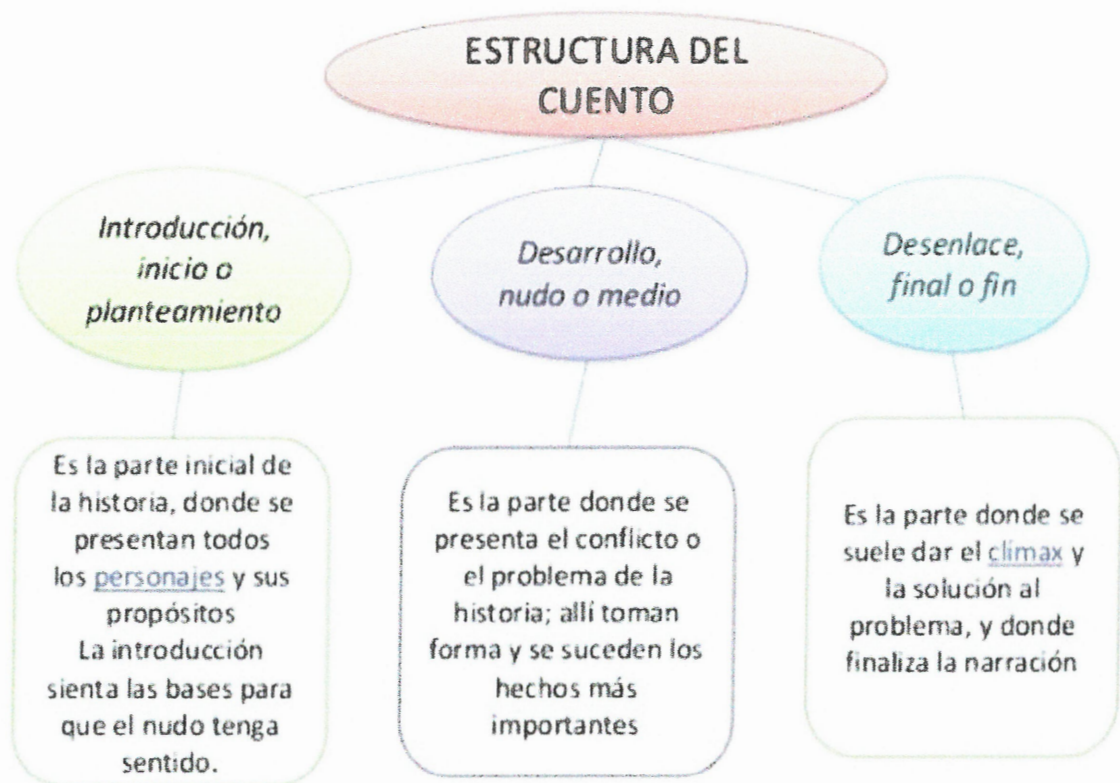 ESTRUCTURA DEL
CUENTO
Introducción,
inicio o
planteamiento
Desarrollo,
nudo o medio
Desenlace,
final o fin
Es la parte inicial de
la historia, donde se
presentan todos
los personajes y sus
propósitos
La introducción
sienta las bases para
que el nudo tenga
sentido.
Es la parte donde se
presenta el conflicto o
el problema de la
historia; allí toman
forma y se suceden los
hechos más
importantes
Es la parte donde se
suele dar el clímax y
la solución al
problema, y donde
finaliza la narración